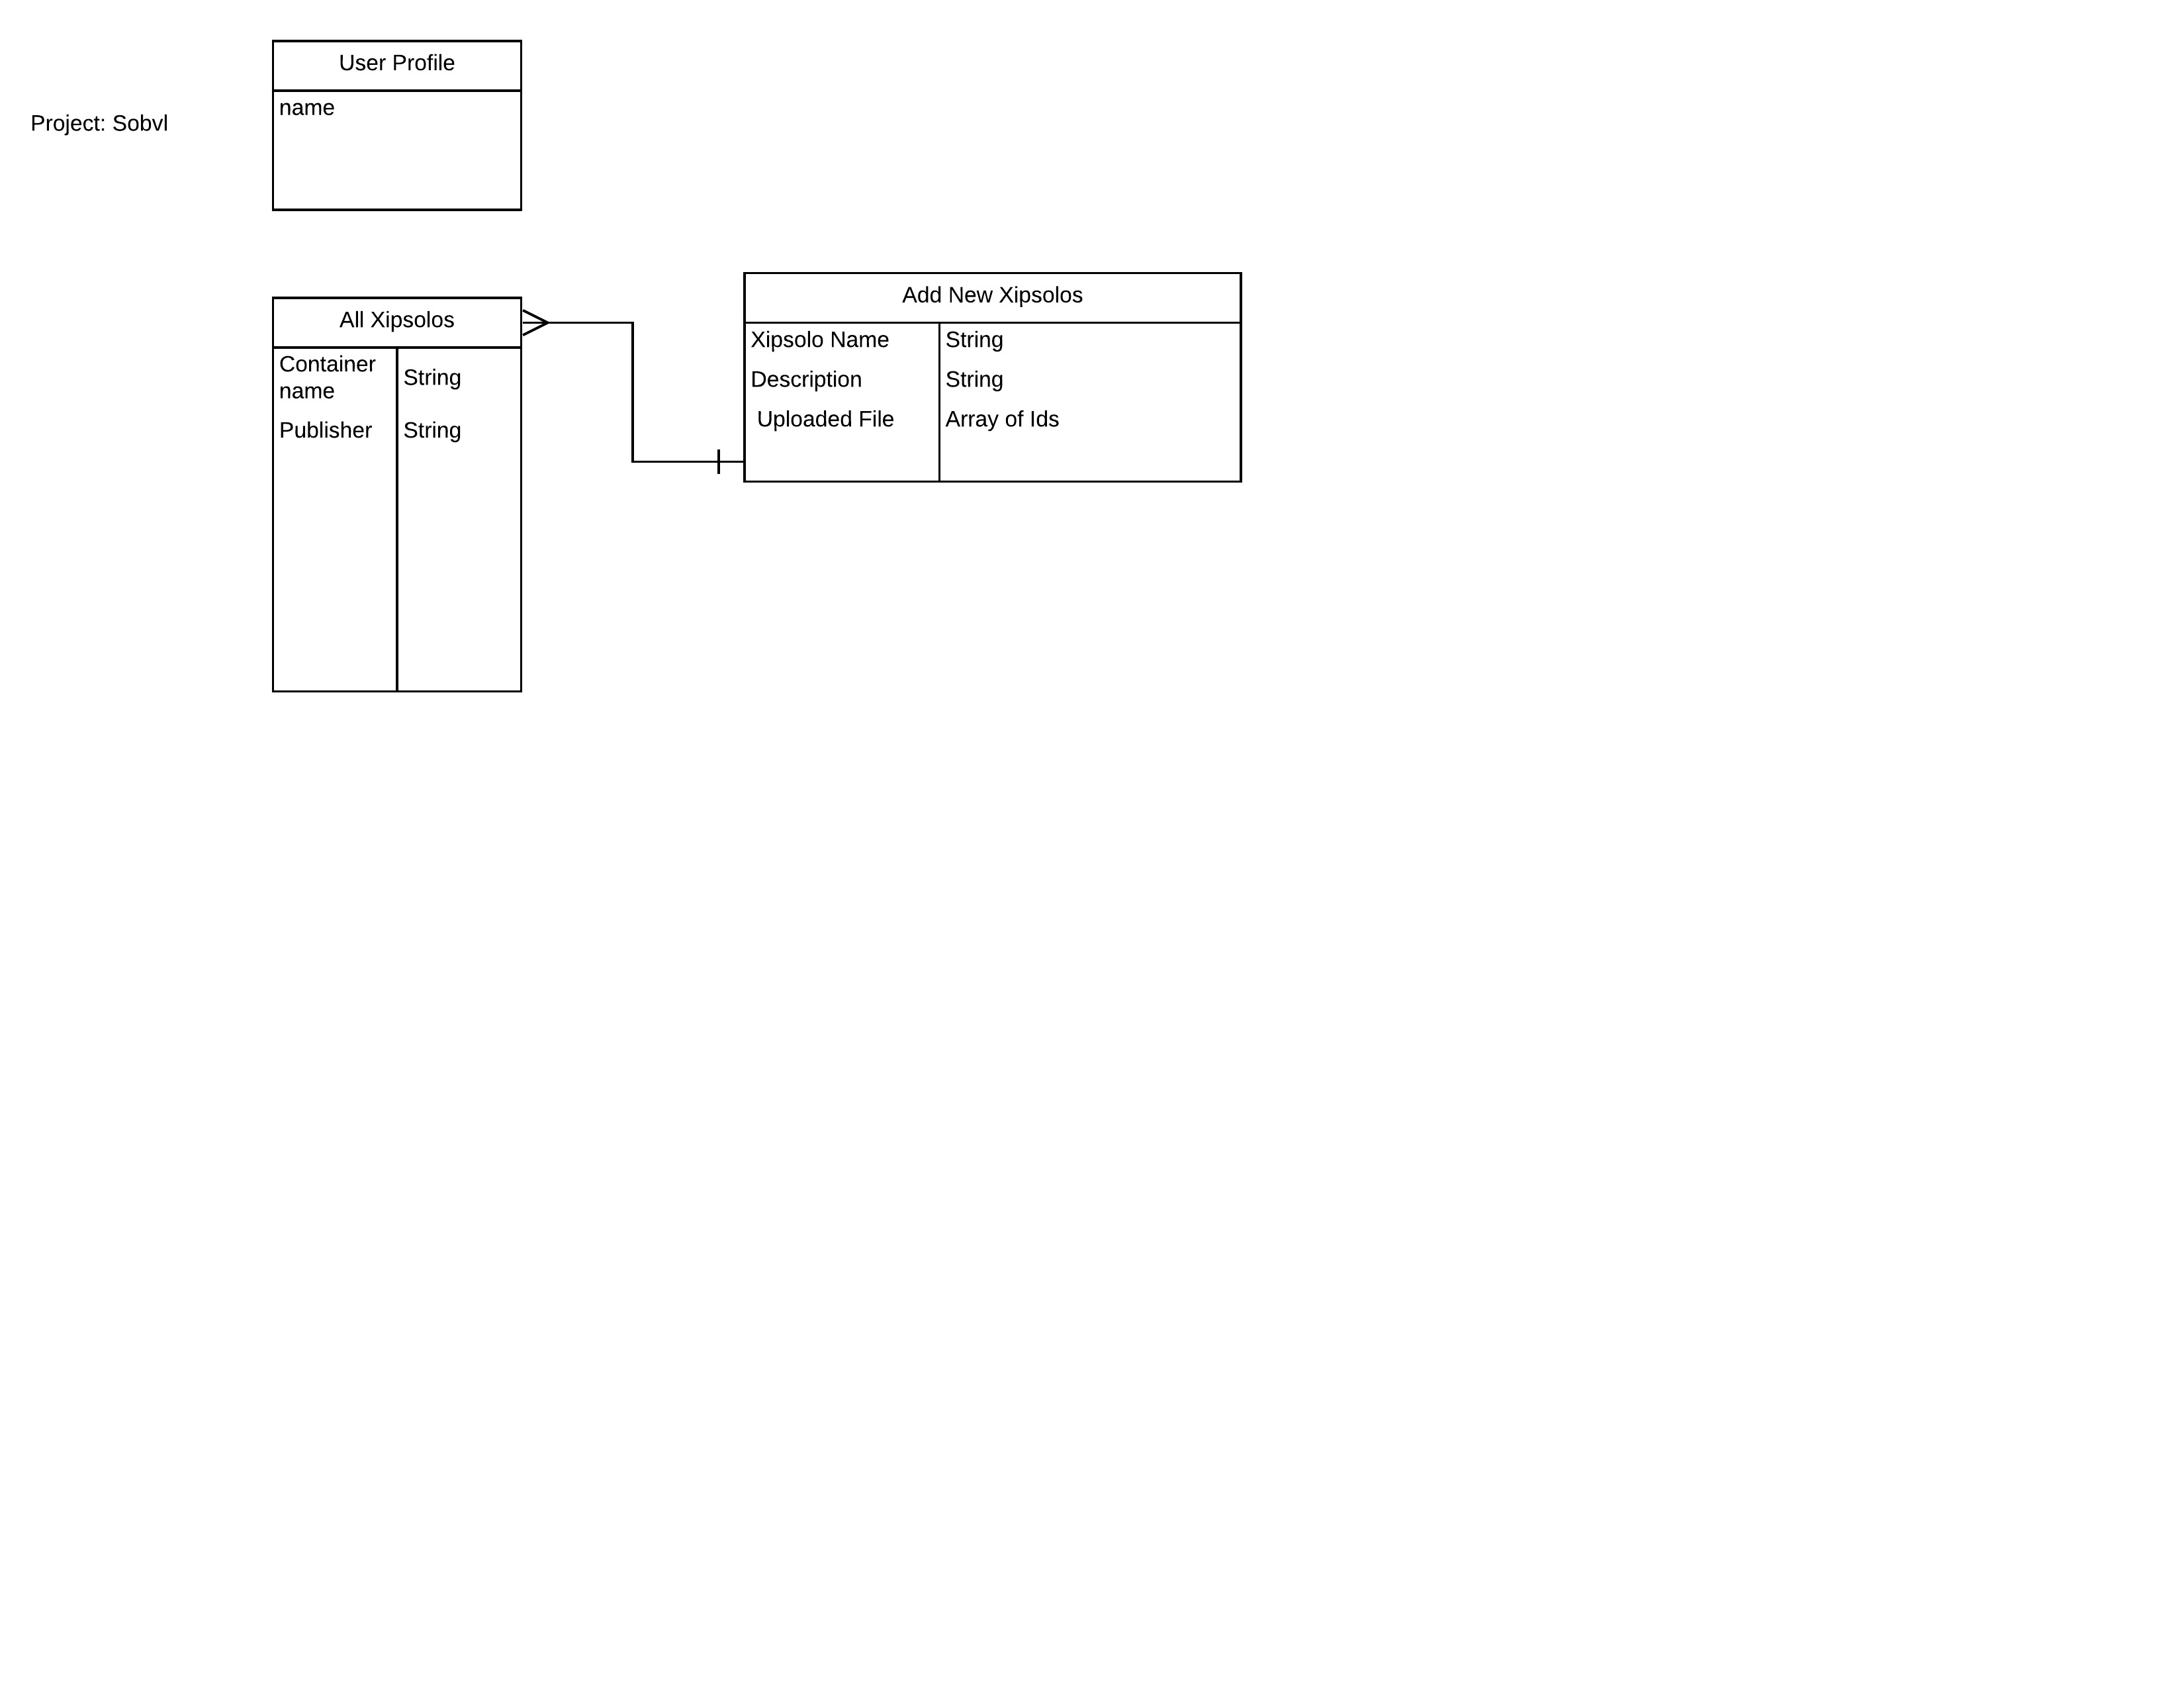 User Profile
name
Project: Sobvl
All Xipsolos
Container
name
String
Publisher
String
Add New Xipsolos
Xipsolo Name
String
Description
String
Uploaded File
Array of Ids